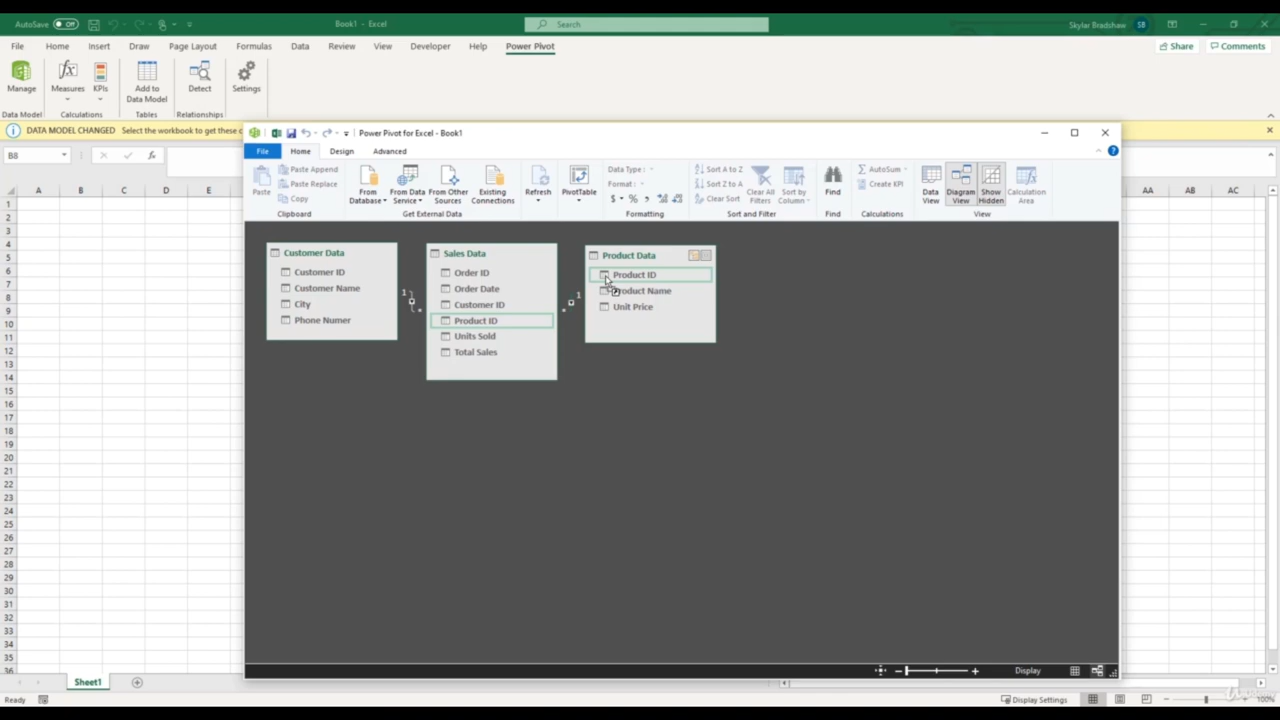 AutoSave Off Book1 - Excel Search Skylar Bradshaw SB
File Home Insert Draw Page Layout Formulas Data Review View Developer Help Power Pivot Share Comments
Manage Measures KPIs Add to Data Model Detect Settings
Data Model Calculations Tables Relationships
DATA MODEL CHANGED Select the workbook to get these c
Power Pivot for Excel - Book1
B8 fx
File Home Design Advanced
Paste Paste Append
Paste Replace
Copy
Clipboard
From Database From Data Service From Other Sources Existing Connections
Get External Data
Refresh
PivotTable
Data Type :
Format :
$ % ,
Formatting
Sort A to Z
Sort Z to A
Clear Sort
Clear All Filters
Sort by Column
Sort and Filter
Find
Find
AutoSum
Create KPI
Calculations
Data View Diagram View Show Hidden Calculation Area
View
A B C D E AA AB AC
1
2
3
4
5
6
7
8
9
10
11
12
13
14
15
16
17
18
19
20
21
22
23
24
25
26
27
28
29
30
31
32
33
34
35
36
Customer Data
Customer ID
Customer Name
City
Phone Numer
1
Sales Data
Order ID
Order Date
Customer ID
Product ID
Units Sold
Total Sales
*
* 1
Product Data
Product ID
Product Name
Unit Price
Display
Sheet1
Ready Display Settings 100%